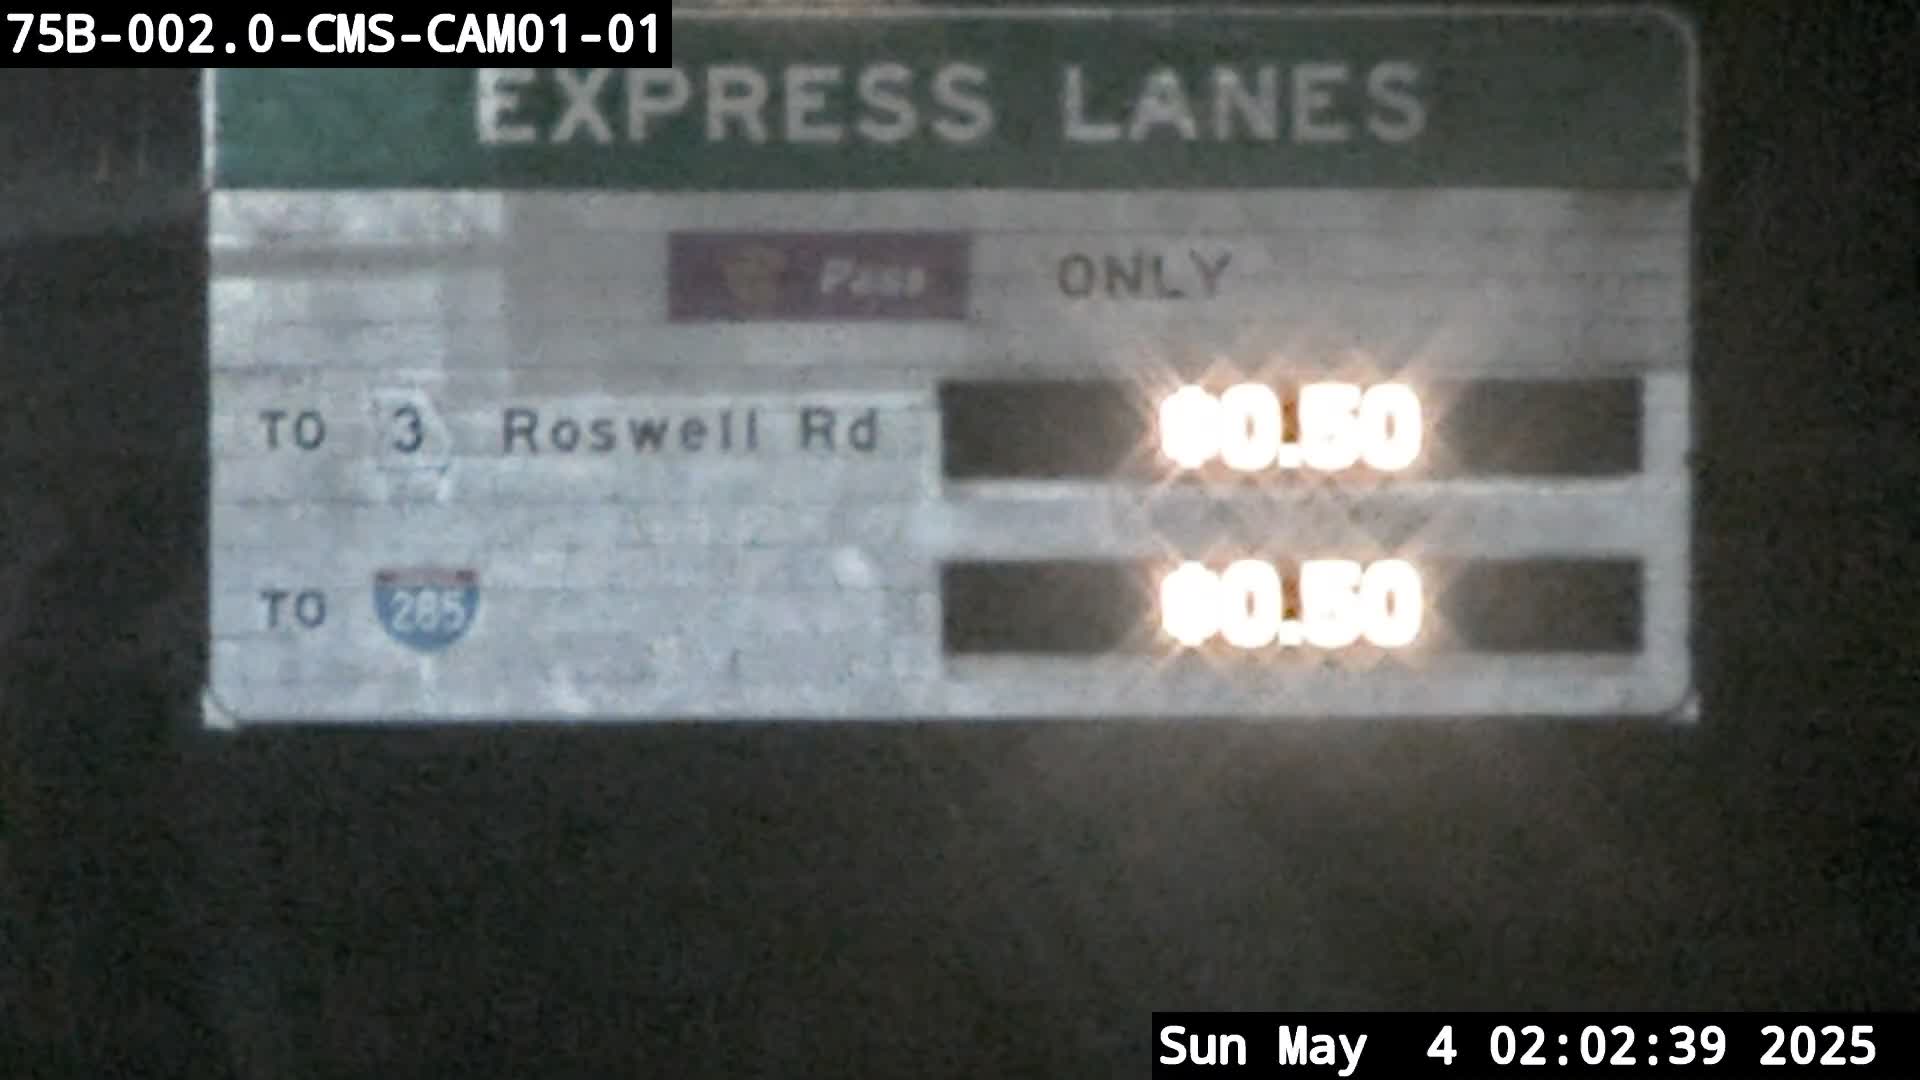 75B-002.0-CMS-CAM01-01
EXPRESS LANES
Pass ONLY
TO 3 Roswell Rd $0.50
TO 285 $0.50
Sun May 4 02:02:39 2025